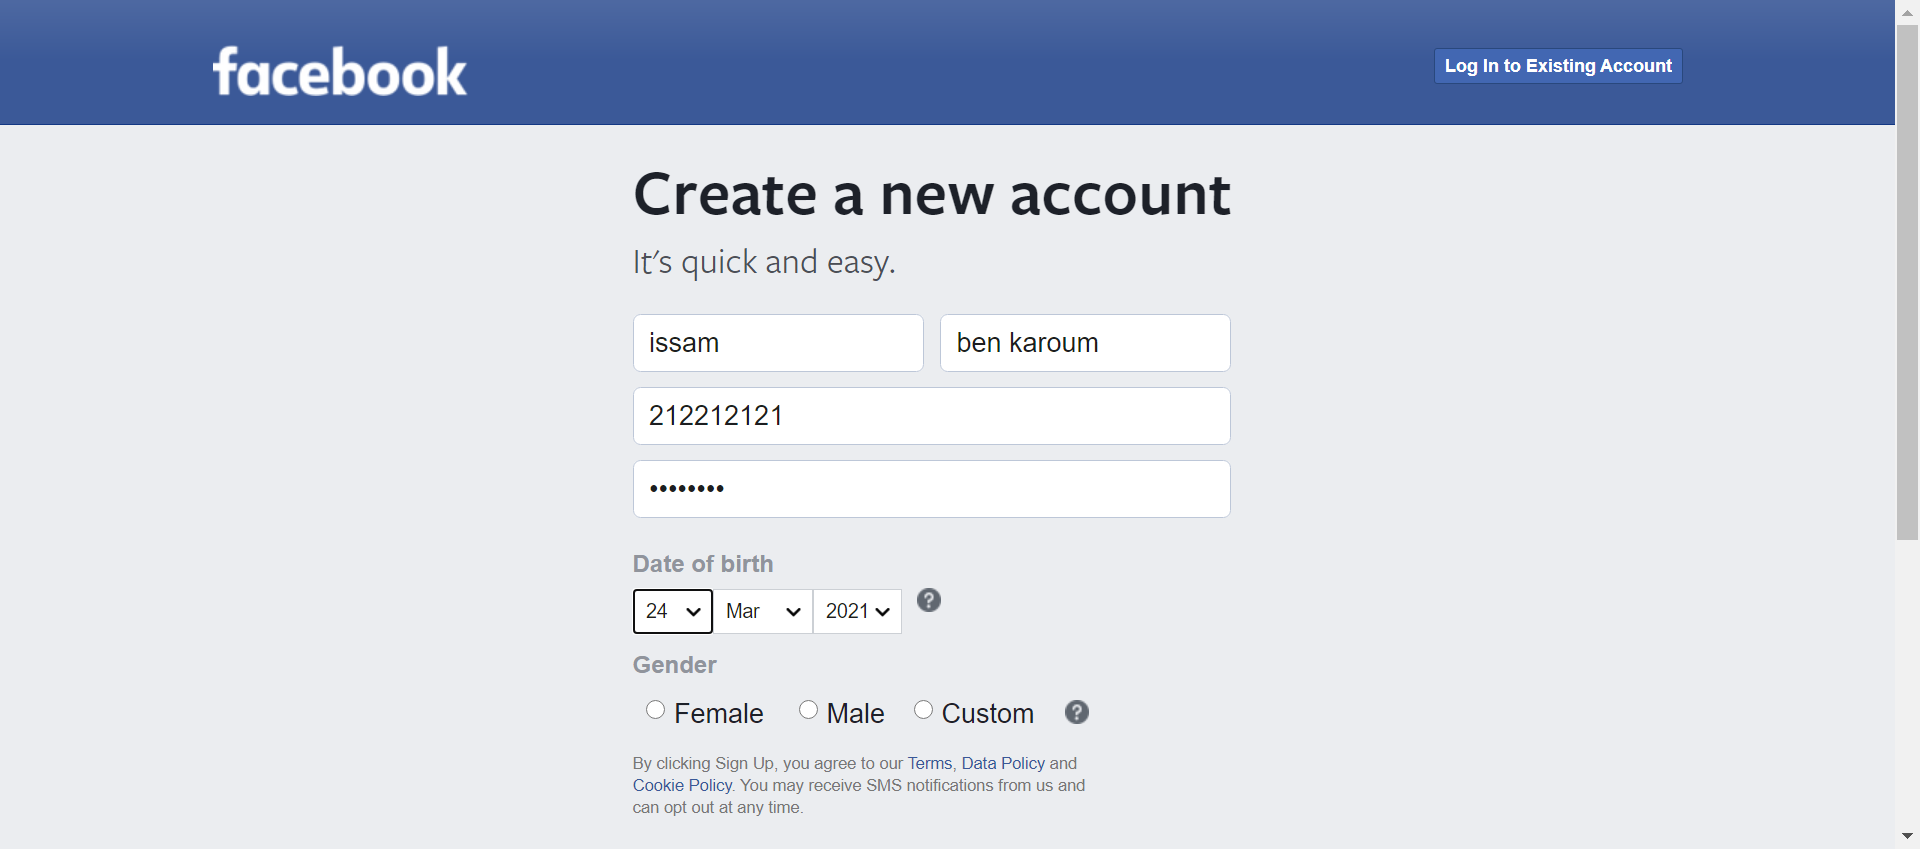 facebook
Log In to Existing Account
Create a new account
It's quick and easy.
issam ben karoum
212212121
••••••••
Date of birth
24 Mar 2021 ?
Gender
Female Male Custom ?
By clicking Sign Up, you agree to our Terms, Data Policy and
Cookie Policy. You may receive SMS notifications from us and
can opt out at any time.